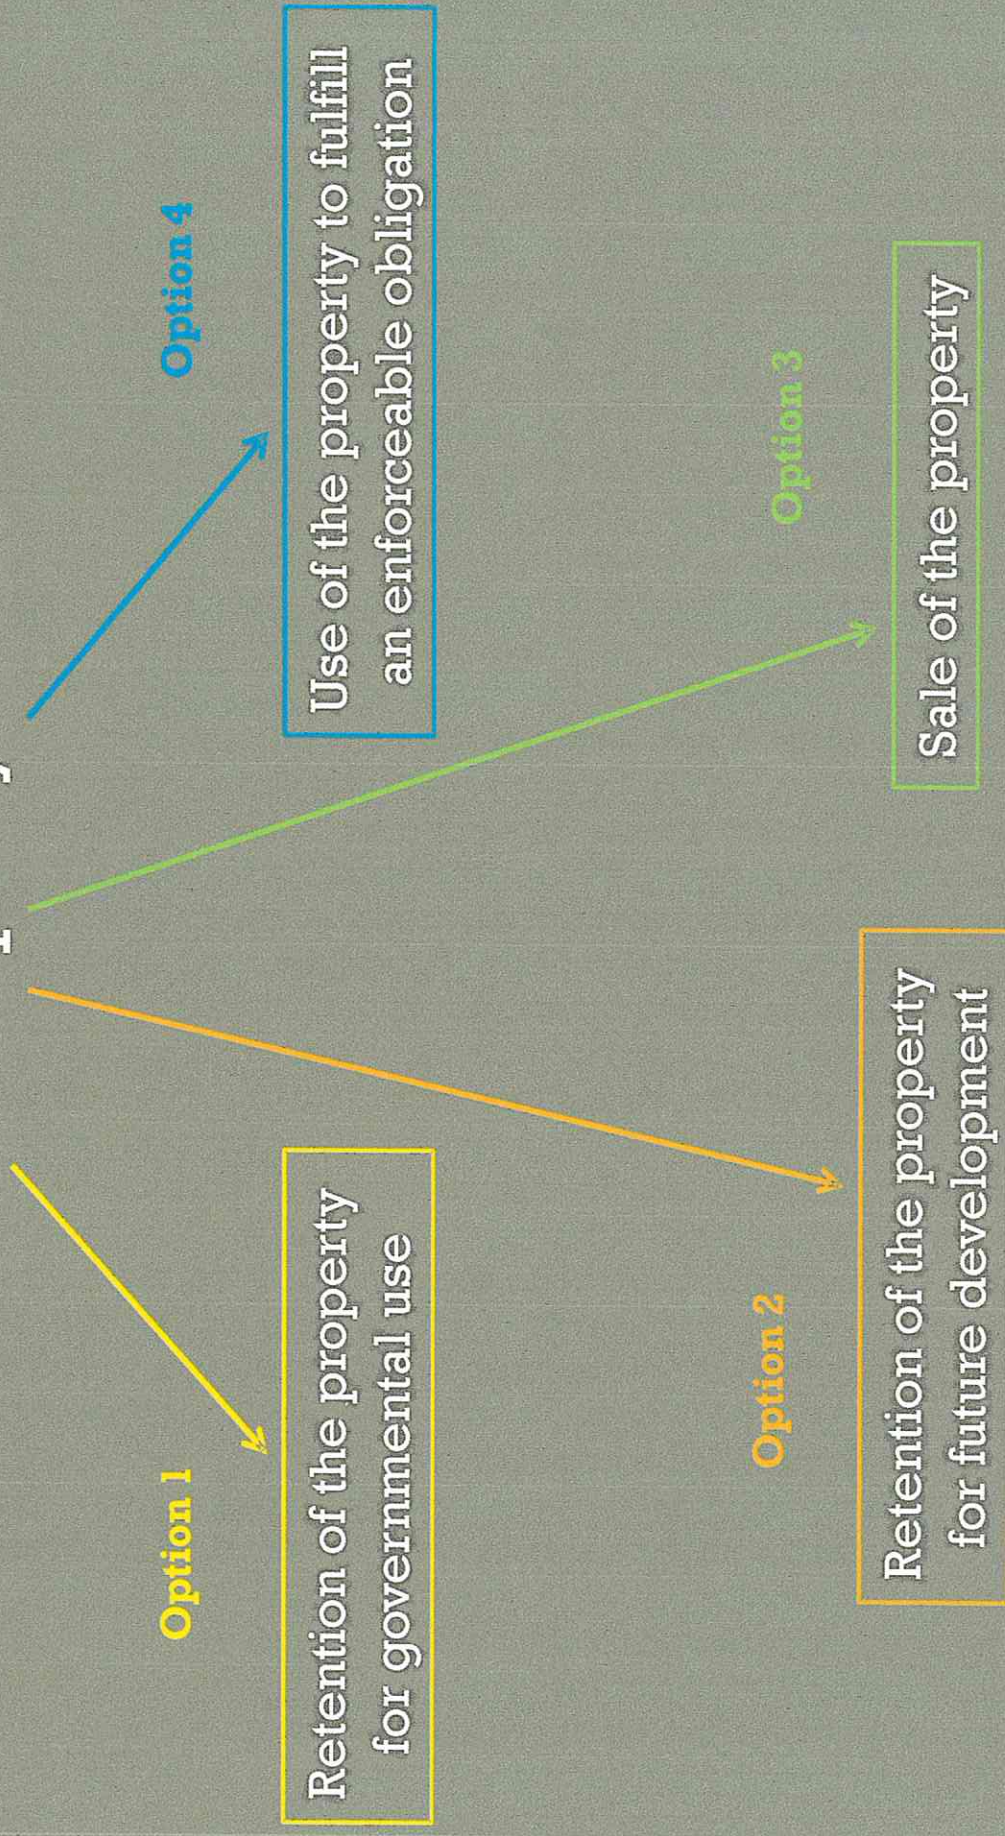 Option 1
Retention of the property
for governmental use
Option 2
Retention of the property
for future development
Option 3
Sale of the property
Option 4
Use of the property to fulfill
an enforceable obligation